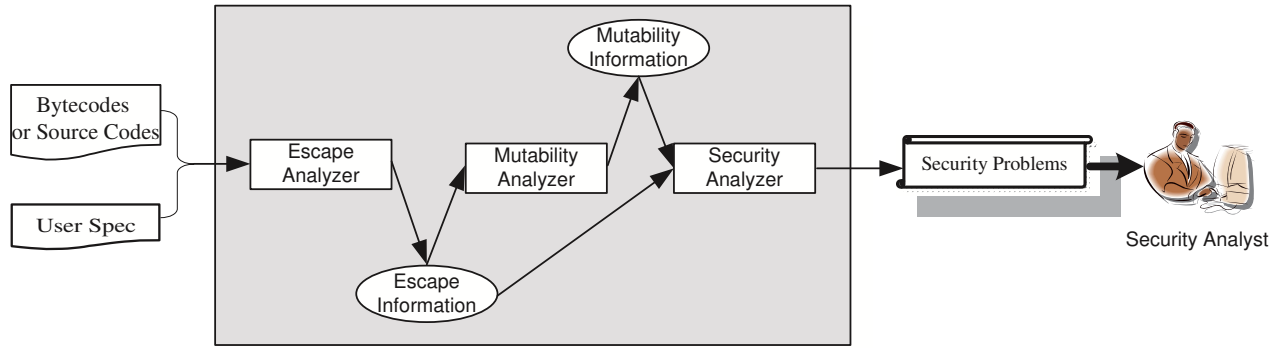 Bytecodes
or Source Codes
User Spec
Escape
Analyzer
Escape
Information
Mutability
Analyzer
Mutability
Information
Security
Analyzer
Security Problems
Security Analyst